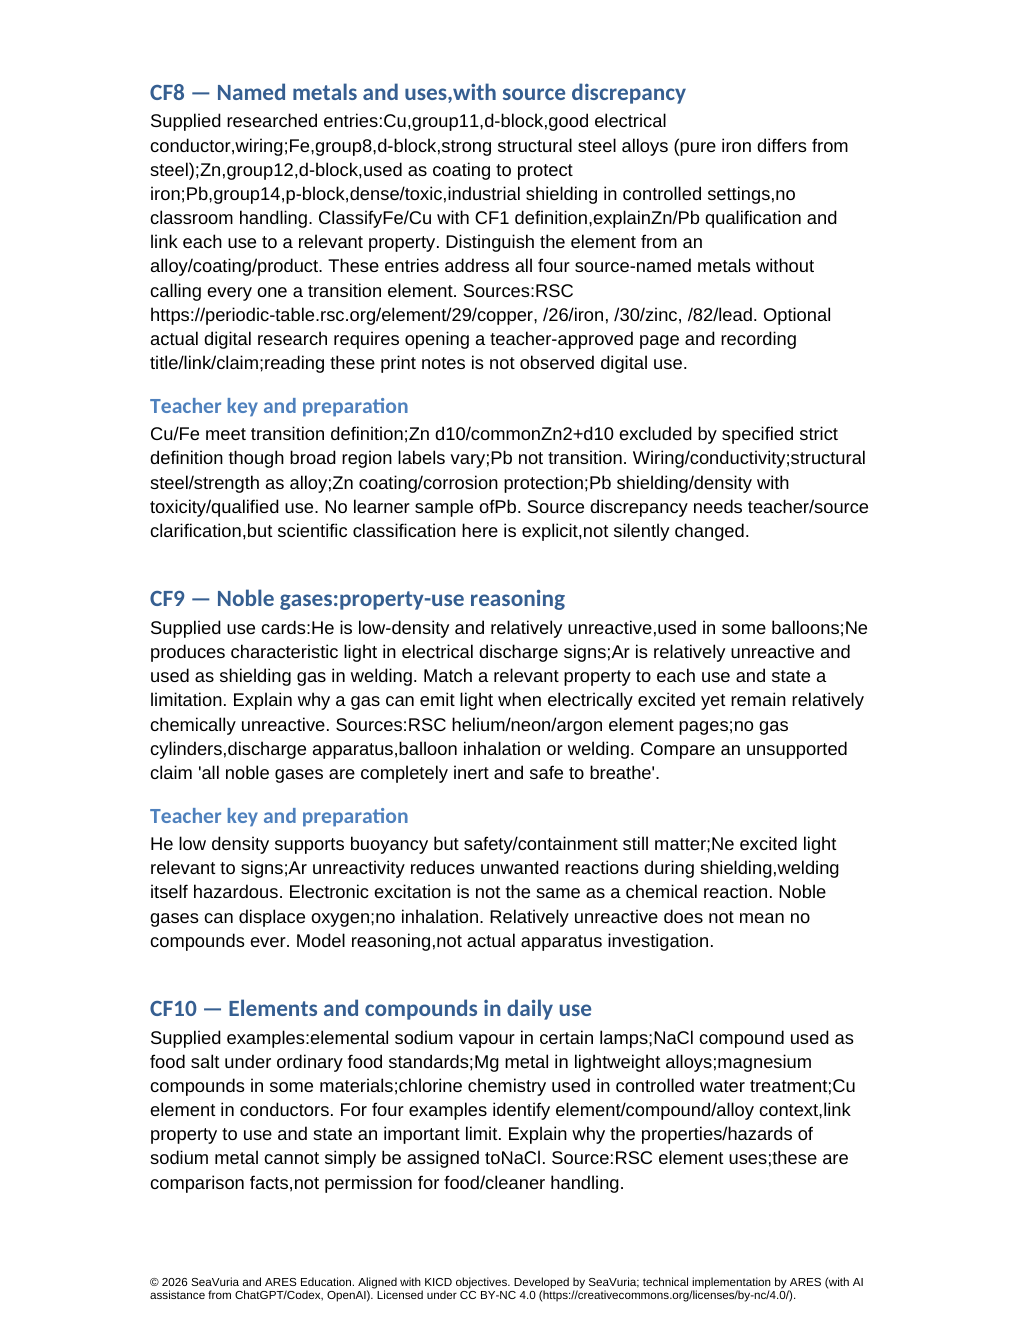 CF8 — Named metals and uses,with source discrepancy
Supplied researched entries:Cu,group11,d-block,good electrical
conductor,wiring;Fe,group8,d-block,strong structural steel alloys (pure iron differs from
steel);Zn,group12,d-block,used as coating to protect
iron;Pb,group14,p-block,dense/toxic,industrial shielding in controlled settings,no
classroom handling. ClassifyFe/Cu with CF1 definition,explainZn/Pb qualification and
link each use to a relevant property. Distinguish the element from an
alloy/coating/product. These entries address all four source-named metals without
calling every one a transition element. Sources:RSC
https://periodic-table.rsc.org/element/29/copper, /26/iron, /30/zinc, /82/lead. Optional
actual digital research requires opening a teacher-approved page and recording
title/link/claim;reading these print notes is not observed digital use.
Teacher key and preparation
Cu/Fe meet transition definition;Zn d10/commonZn2+d10 excluded by specified strict
definition though broad region labels vary;Pb not transition. Wiring/conductivity;structural
steel/strength as alloy;Zn coating/corrosion protection;Pb shielding/density with
toxicity/qualified use. No learner sample ofPb. Source discrepancy needs teacher/source
clarification,but scientific classification here is explicit,not silently changed.
CF9 — Noble gases:property-use reasoning
Supplied use cards:He is low-density and relatively unreactive,used in some balloons;Ne
produces characteristic light in electrical discharge signs;Ar is relatively unreactive and
used as shielding gas in welding. Match a relevant property to each use and state a
limitation. Explain why a gas can emit light when electrically excited yet remain relatively
chemically unreactive. Sources:RSC helium/neon/argon element pages;no gas
cylinders,discharge apparatus,balloon inhalation or welding. Compare an unsupported
claim 'all noble gases are completely inert and safe to breathe'.
Teacher key and preparation
He low density supports buoyancy but safety/containment still matter;Ne excited light
relevant to signs;Ar unreactivity reduces unwanted reactions during shielding,welding
itself hazardous. Electronic excitation is not the same as a chemical reaction. Noble
gases can displace oxygen;no inhalation. Relatively unreactive does not mean no
compounds ever. Model reasoning,not actual apparatus investigation.
CF10 — Elements and compounds in daily use
Supplied examples:elemental sodium vapour in certain lamps;NaCl compound used as
food salt under ordinary food standards;Mg metal in lightweight alloys;magnesium
compounds in some materials;chlorine chemistry used in controlled water treatment;Cu
element in conductors. For four examples identify element/compound/alloy context,link
property to use and state an important limit. Explain why the properties/hazards of
sodium metal cannot simply be assigned toNaCl. Source:RSC element uses;these are
comparison facts,not permission for food/cleaner handling.
© 2026 SeaVuria and ARES Education. Aligned with KICD objectives. Developed by SeaVuria; technical implementation by ARES (with AI
assistance from ChatGPT/Codex, OpenAI). Licensed under CC BY-NC 4.0 (https://creativecommons.org/licenses/by-nc/4.0/).